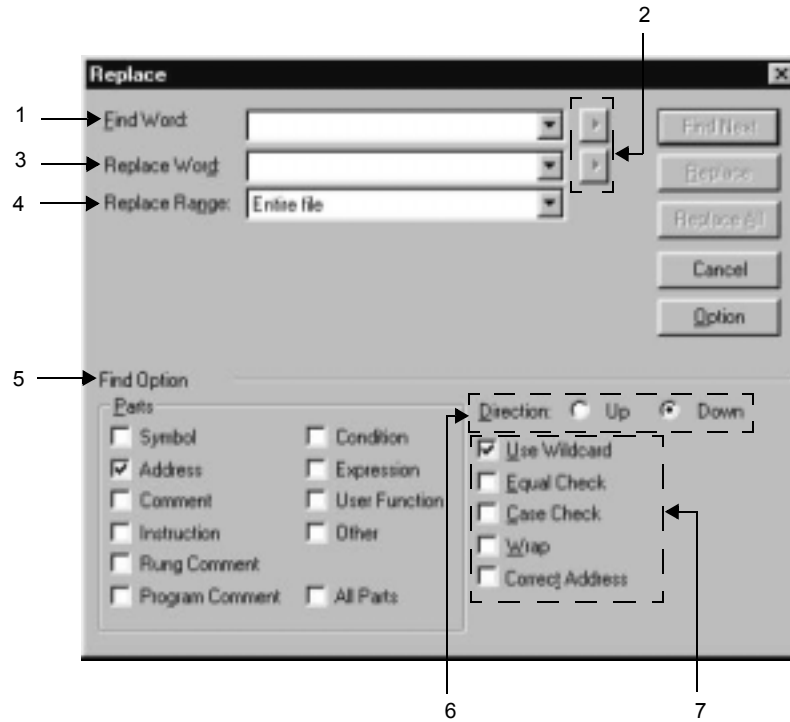 2
Replace
1 Find Word: Find Next
3 Replace Word: Replace
4 Replace Range: Entire file Replace All
Cancel
Option
5 Find Option
Parts Direction: Up Down
Symbol Condition Use Wildcard
Address Expression Equal Check
Comment User Function Case Check
Instruction Other Wrap
Rung Comment Correct Address
Program Comment All Parts
6 7